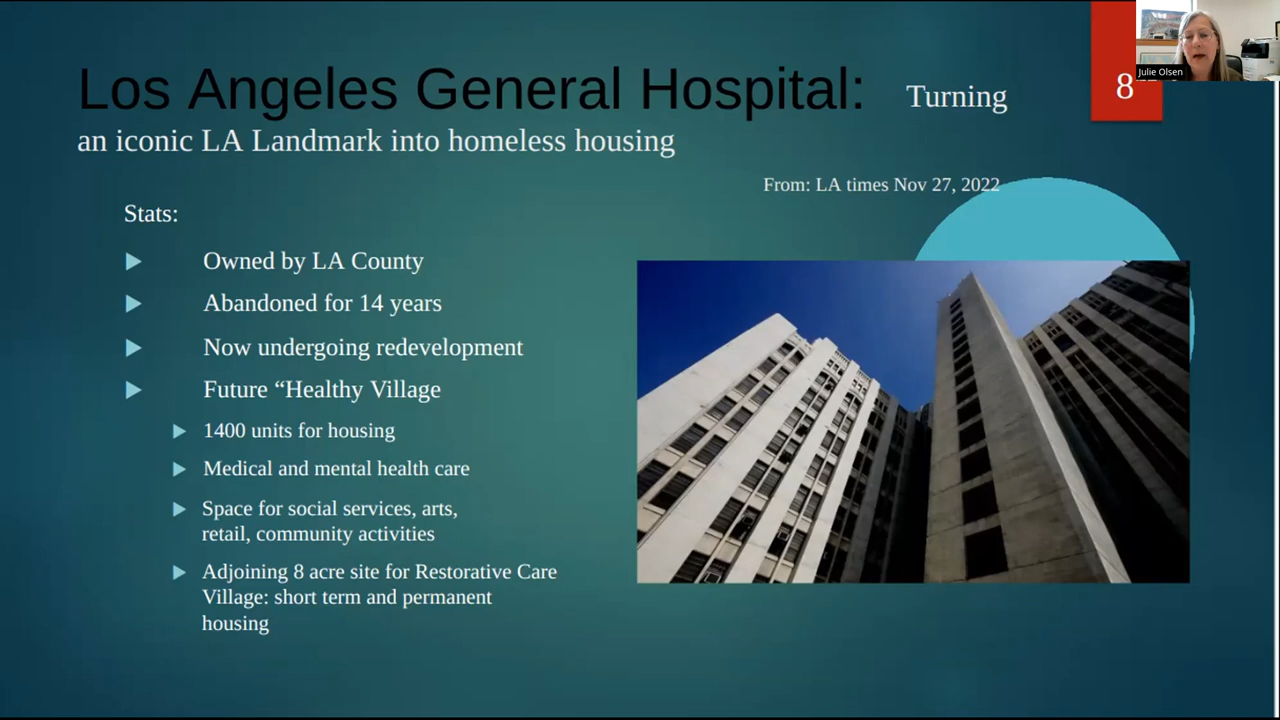 Los Angeles General Hospital: Turning
an iconic LA Landmark into homeless housing
8
Julie Olsen
From: LA times Nov 27, 2022
Stats:
Owned by LA County
Abandoned for 14 years
Now undergoing redevelopment
Future “Healthy Village
1400 units for housing
Medical and mental health care
Space for social services, arts,
retail, community activities
Adjoining 8 acre site for Restorative Care
Village: short term and permanent
housing